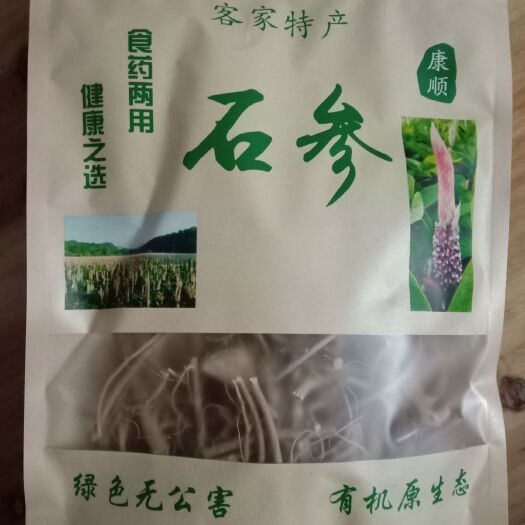 客家特产
康顺
食药两用
健康之选
石参
绿色无公害
有机原生态